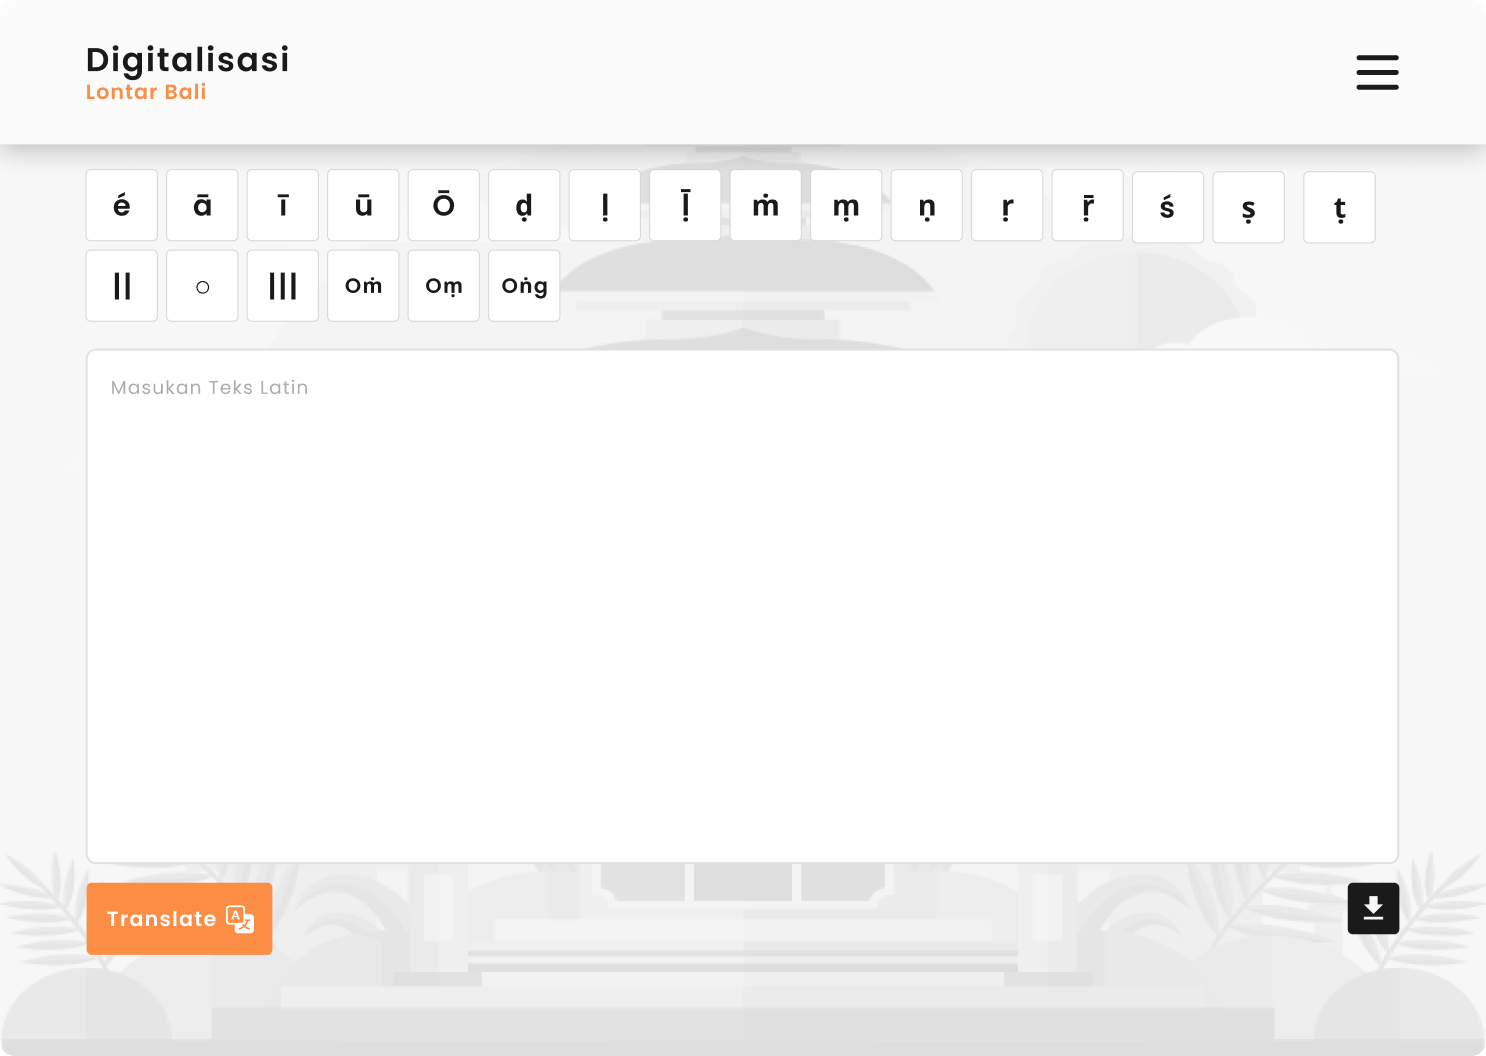 Digitalisasi
Lontar Bali
é ā ī ū Ō ḍ ḷ ḹ ṁ ṃ ṇ ṛ ṝ ś ṣ ṭ
|| ○ ||| Oṁ Oṃ Oṅg
Masukan Teks Latin
Translate